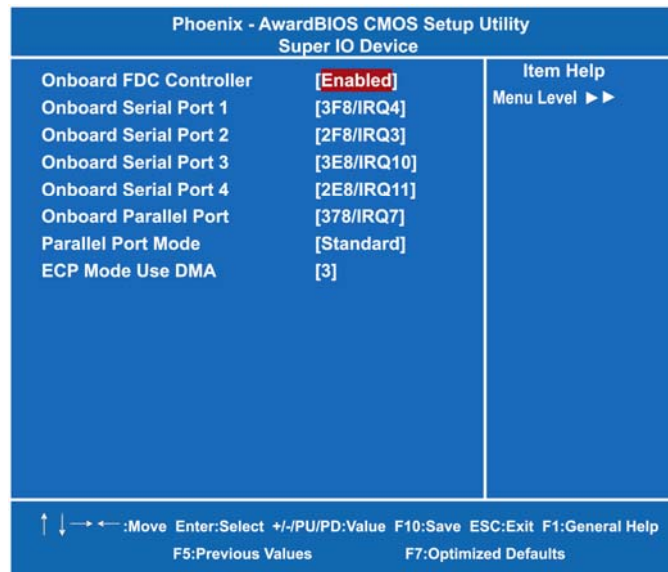 Phoenix - AwardBIOS CMOS Setup Utility
Super IO Device
Onboard FDC Controller [Enabled]
Onboard Serial Port 1 [3F8/IRQ4]
Onboard Serial Port 2 [2F8/IRQ3]
Onboard Serial Port 3 [3E8/IRQ10]
Onboard Serial Port 4 [2E8/IRQ11]
Onboard Parallel Port [378/IRQ7]
Parallel Port Mode [Standard]
ECP Mode Use DMA [3]
Item Help
Menu Level ►►
↑ ↓ → ← :Move Enter:Select +/-/PU/PD:Value F10:Save ESC:Exit F1:General Help
F5:Previous Values F7:Optimized Defaults